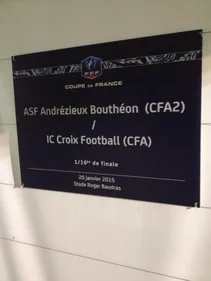 FFF
COUPE DE FRANCE
ASF Andrézieux Bouthéon (CFA2)
/
IC Croix Football (CFA)
1/16ème de finale
20 janvier 2015
Stade Roger Baudras